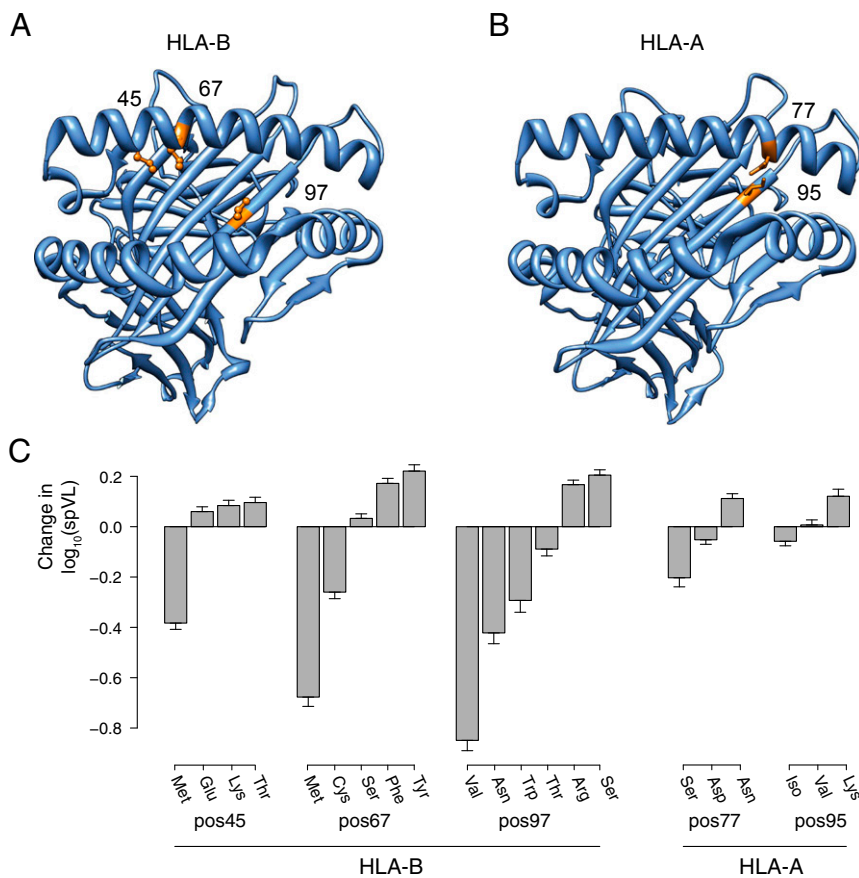 A
HLA-B
45
67
97
B
HLA-A
77
95
C
Change in
log10(spVL)
0.2
0.0
−0.2
−0.4
−0.6
−0.8
Met Glu Lys Thr
Met Cys Ser Phe Tyr
Val Asn Trp Thr Arg Ser
Ser Asp Asn
Iso Val Lys
pos45 pos67 pos97 pos77 pos95
HLA-B HLA-A